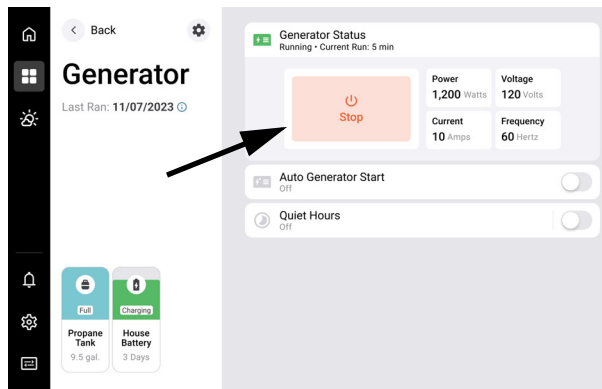 Back
Generator
Last Ran: 11/07/2023
Full
Propane
Tank
9.5 gal.
Charging
House
Battery
3 Days
Generator Status
Running • Current Run: 5 min
Stop
Power
1,200 Watts
Voltage
120 Volts
Current
10 Amps
Frequency
60 Hertz
Auto Generator Start
Off
Quiet Hours
Off